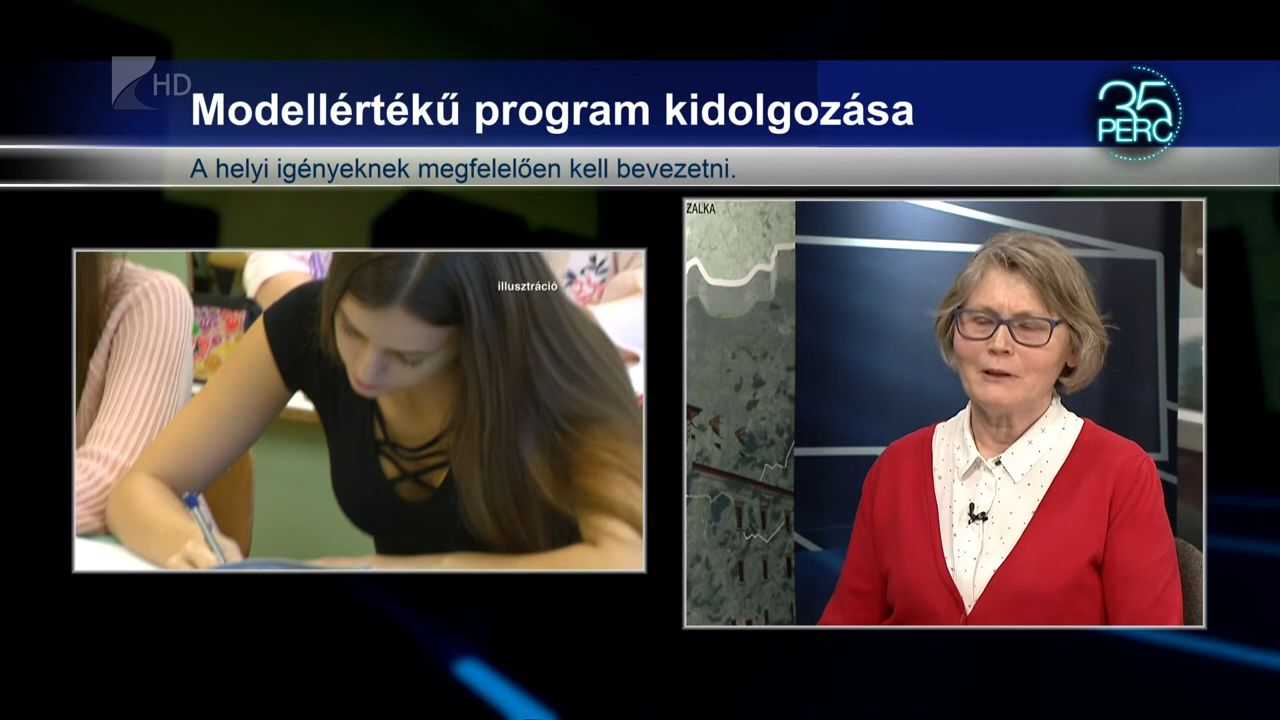 HD
Modellértékű program kidolgozása
35
PERC
A helyi igényeknek megfelelően kell bevezetni.
ZALKA
illusztráció